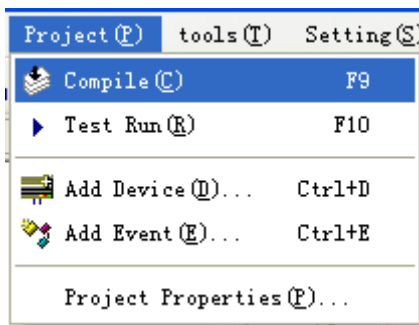 Project(P) tools(T) Setting(S)
Compile(C) F9
Test Run(R) F10
Add Device(D)... Ctrl+D
Add Event(E)... Ctrl+E
Project Properties(P)...